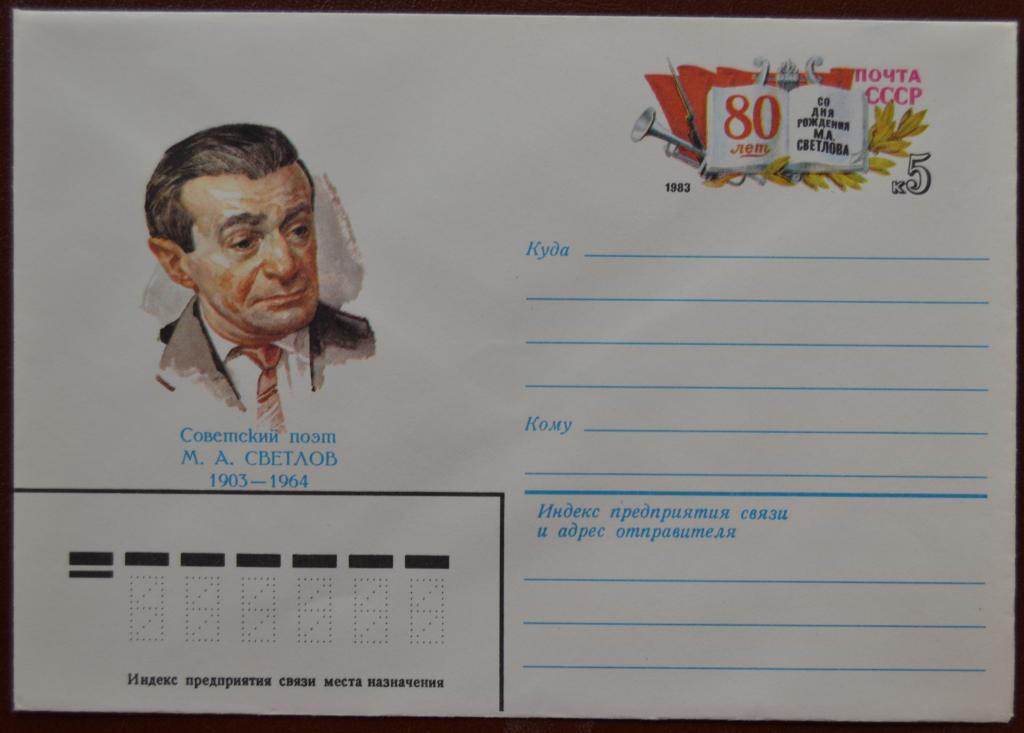 ПОЧТА
СССР
80
лет
СО
ДНЯ
РОЖДЕНИЯ
М.А.
СВЕТЛОВА
1983
к5
Куда
Кому
Советский поэт
М. А. СВЕТЛОВ
1903—1964
Индекс предприятия связи
и адрес отправителя
Индекс предприятия связи места назначения